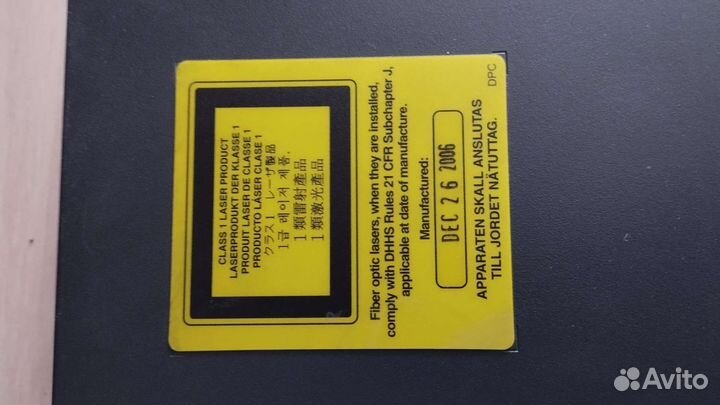 CLASS 1 LASER PRODUCT
LASERPRODUKT DER KLASSE 1
PRODUIT LASER DE CLASSE 1
PRODUCTO LASER CLASE 1
クラス1 レーザ製品
1급 레이저 제품.
1 類雷射產品
1 類激光產品
Fiber optic lasers, when they are installed,
comply with DHHS Rules 21 CFR Subchapter J,
applicable at date of manufacture.
Manufactured:
DEC 26 2006
APPARATEN SKALL ANSLUTAS
TILL JORDET NÄTUTTAG.
DPC
Avito